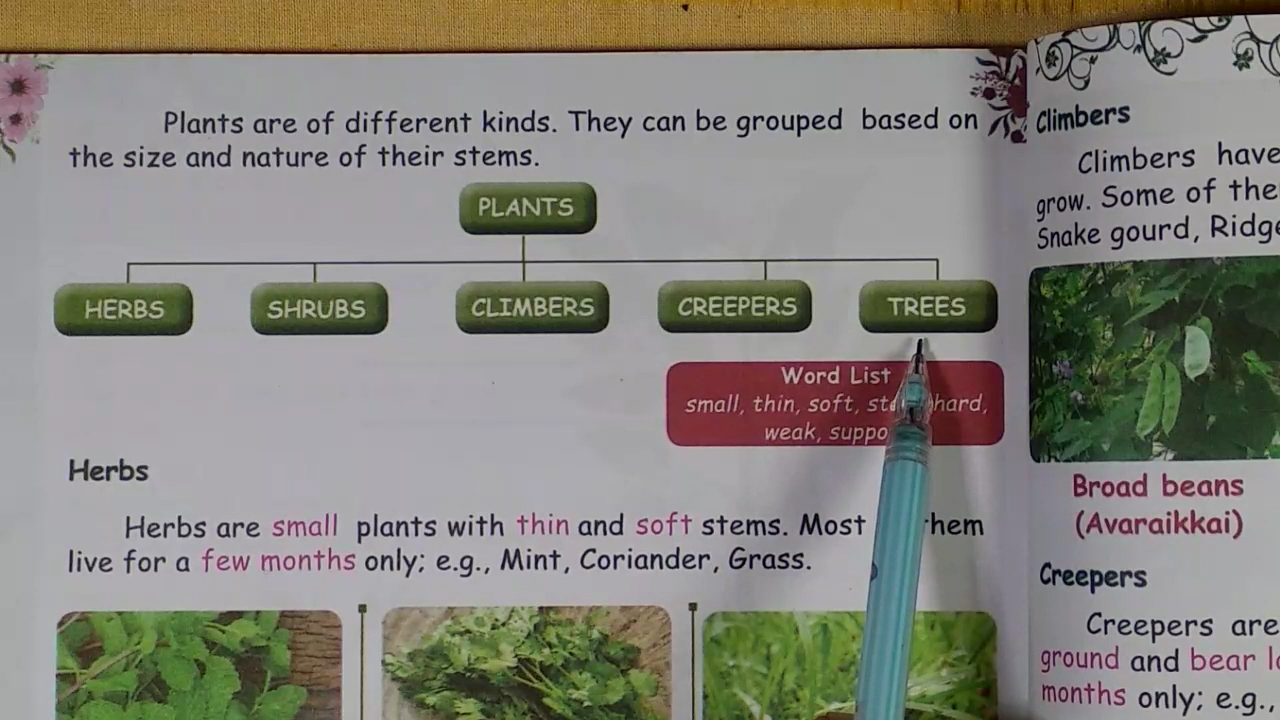 Plants are of different kinds. They can be grouped based on
the size and nature of their stems.
PLANTS
HERBS
SHRUBS
CLIMBERS
CREEPERS
TREES
Word List
small, thin, soft, hard,
weak,
Herbs
Herbs are small plants with thin and soft stems. Most
live for a few months only; e.g., Mint, Coriander, Grass.
Climbers
Climbers have
grow. Some of the
Snake gourd,
Broad beans
(Avaraikkai)
Creepers
Creepers are
ground and bear
months only; e.g.,